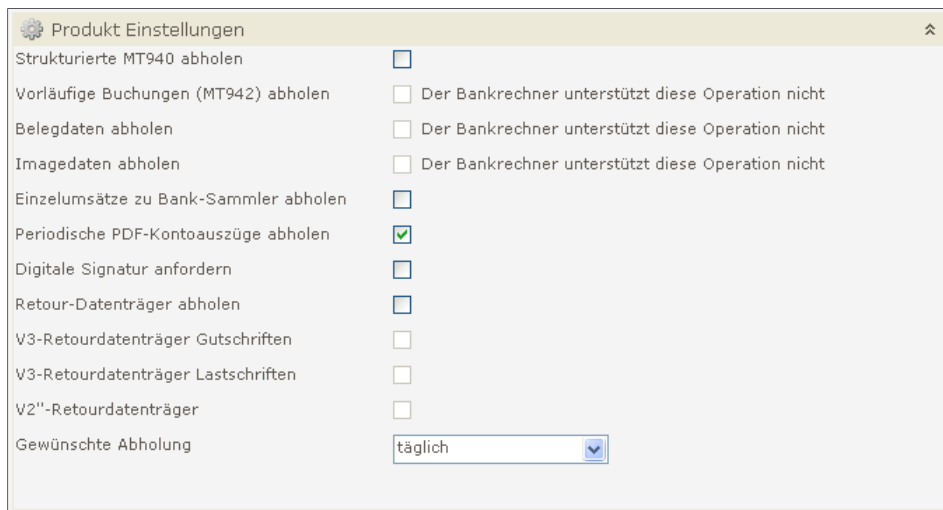 Produkt Einstellungen
Strukturierte MT940 abholen
Vorläufige Buchungen (MT942) abholen Der Bankrechner unterstützt diese Operation nicht
Belegdaten abholen Der Bankrechner unterstützt diese Operation nicht
Imagedaten abholen Der Bankrechner unterstützt diese Operation nicht
Einzelumsätze zu Bank-Sammler abholen
Periodische PDF-Kontoauszüge abholen
Digitale Signatur anfordern
Retour-Datenträger abholen
V3-Retourdatenträger Gutschriften
V3-Retourdatenträger Lastschriften
V2"-Retourdatenträger
Gewünschte Abholung täglich